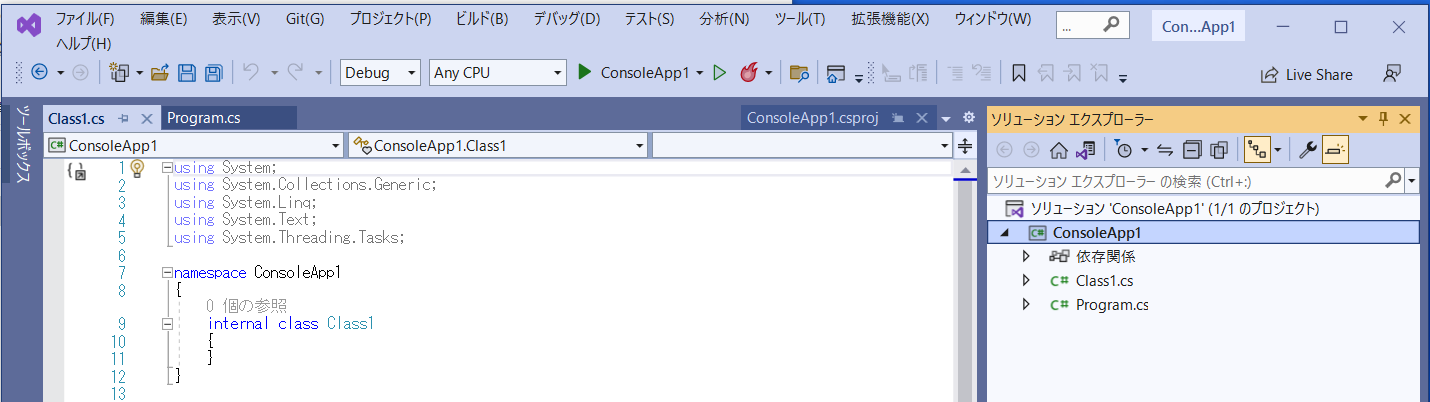 ファイル(F) 編集(E) 表示(V) Git(G) プロジェクト(P) ビルド(B) デバッグ(D) テスト(S) 分析(N) ツール(T) 拡張機能(X) ウィンドウ(W) ... Con...App1
ヘルプ(H)
Debug Any CPU ConsoleApp1 Live Share
ツールボックス
Class1.cs Program.cs ConsoleApp1.csproj
ConsoleApp1 ConsoleApp1.Class1
1 using System;
2 using System.Collections.Generic;
3 using System.Linq;
4 using System.Text;
5 using System.Threading.Tasks;
6
7 namespace ConsoleApp1
8 {
0 個の参照
9 internal class Class1
10 {
11 }
12 }
13
ソリューション エクスプローラー
ソリューション エクスプローラー の検索 (Ctrl+:)
ソリューション 'ConsoleApp1' (1/1 のプロジェクト)
C# ConsoleApp1
依存関係
C# Class1.cs
C# Program.cs